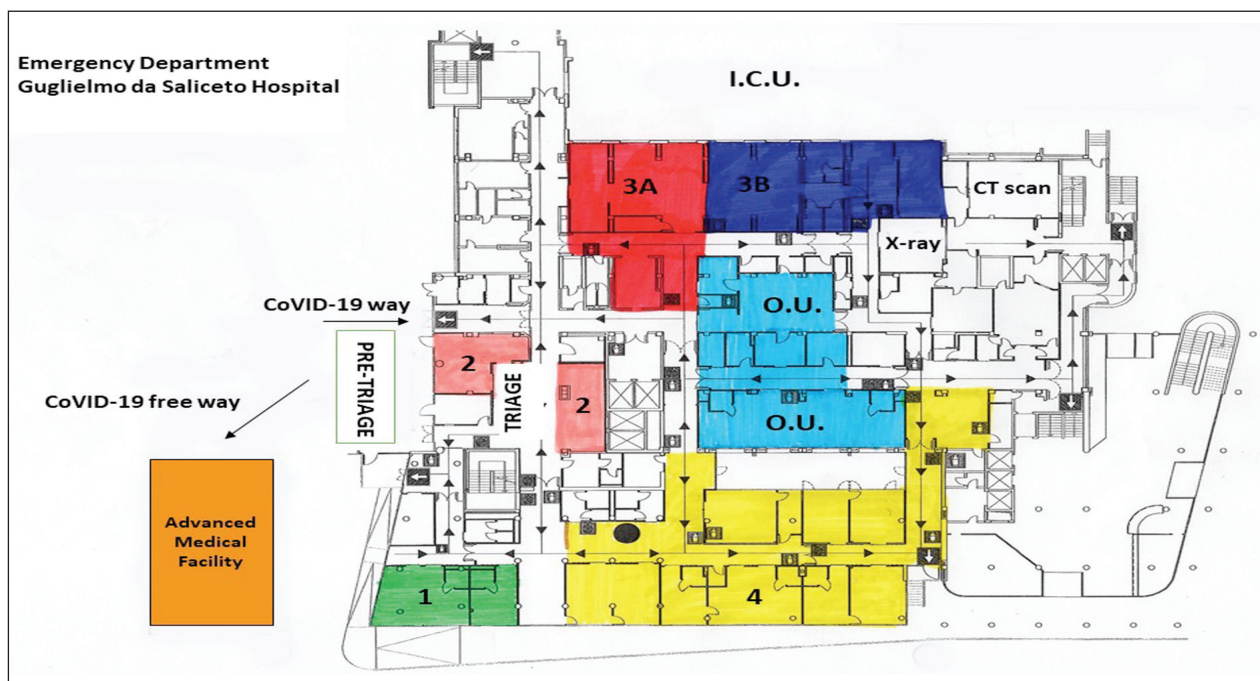 Emergency Department
Guglielmo da Saliceto Hospital
I.C.U.
3A
3B
CT scan
X-ray
CoVID-19 way
O.U.
PRE-TRIAGE
2
TRIAGE
2
CoVID-19 free way
O.U.
Advanced
Medical
Facility
1
4